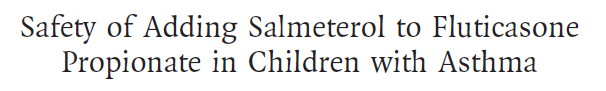 Safety of Adding Salmeterol to Fluticasone
Propionate in Children with Asthma